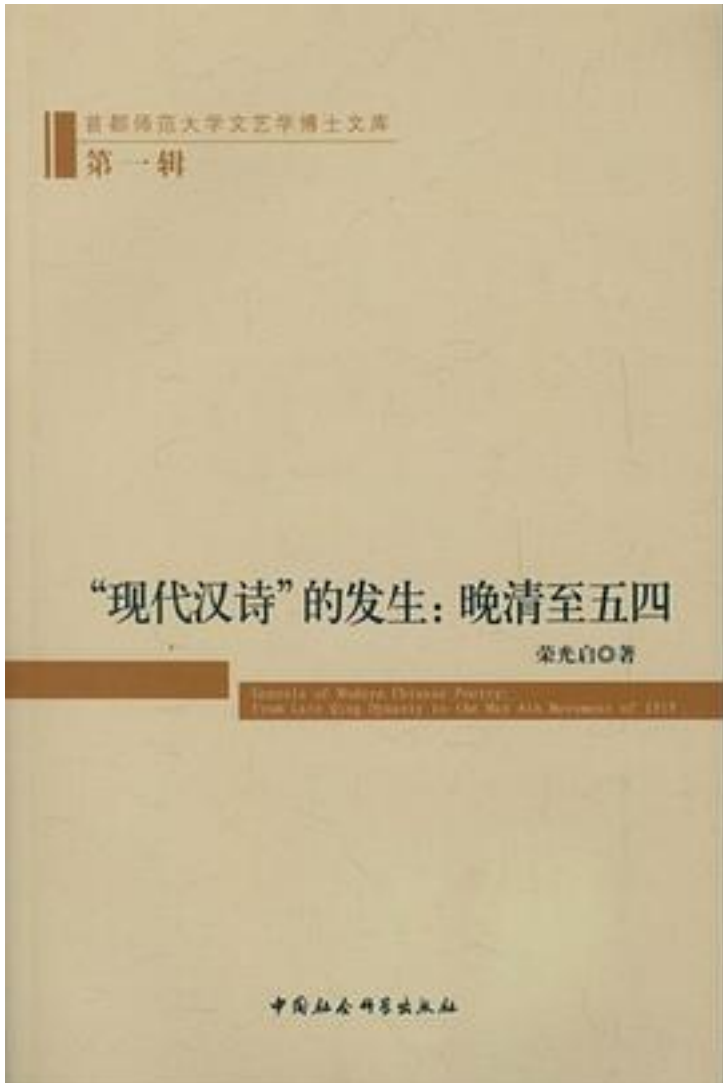 首都师范大学文艺学博士文库
第一辑
“现代汉诗”的发生：晚清至五四
荣光启◎著
Genesis of Modern Chinese Poetry:
From Late Qing Dynasty to the May 4th Movement of 1919
中国社会科学出版社